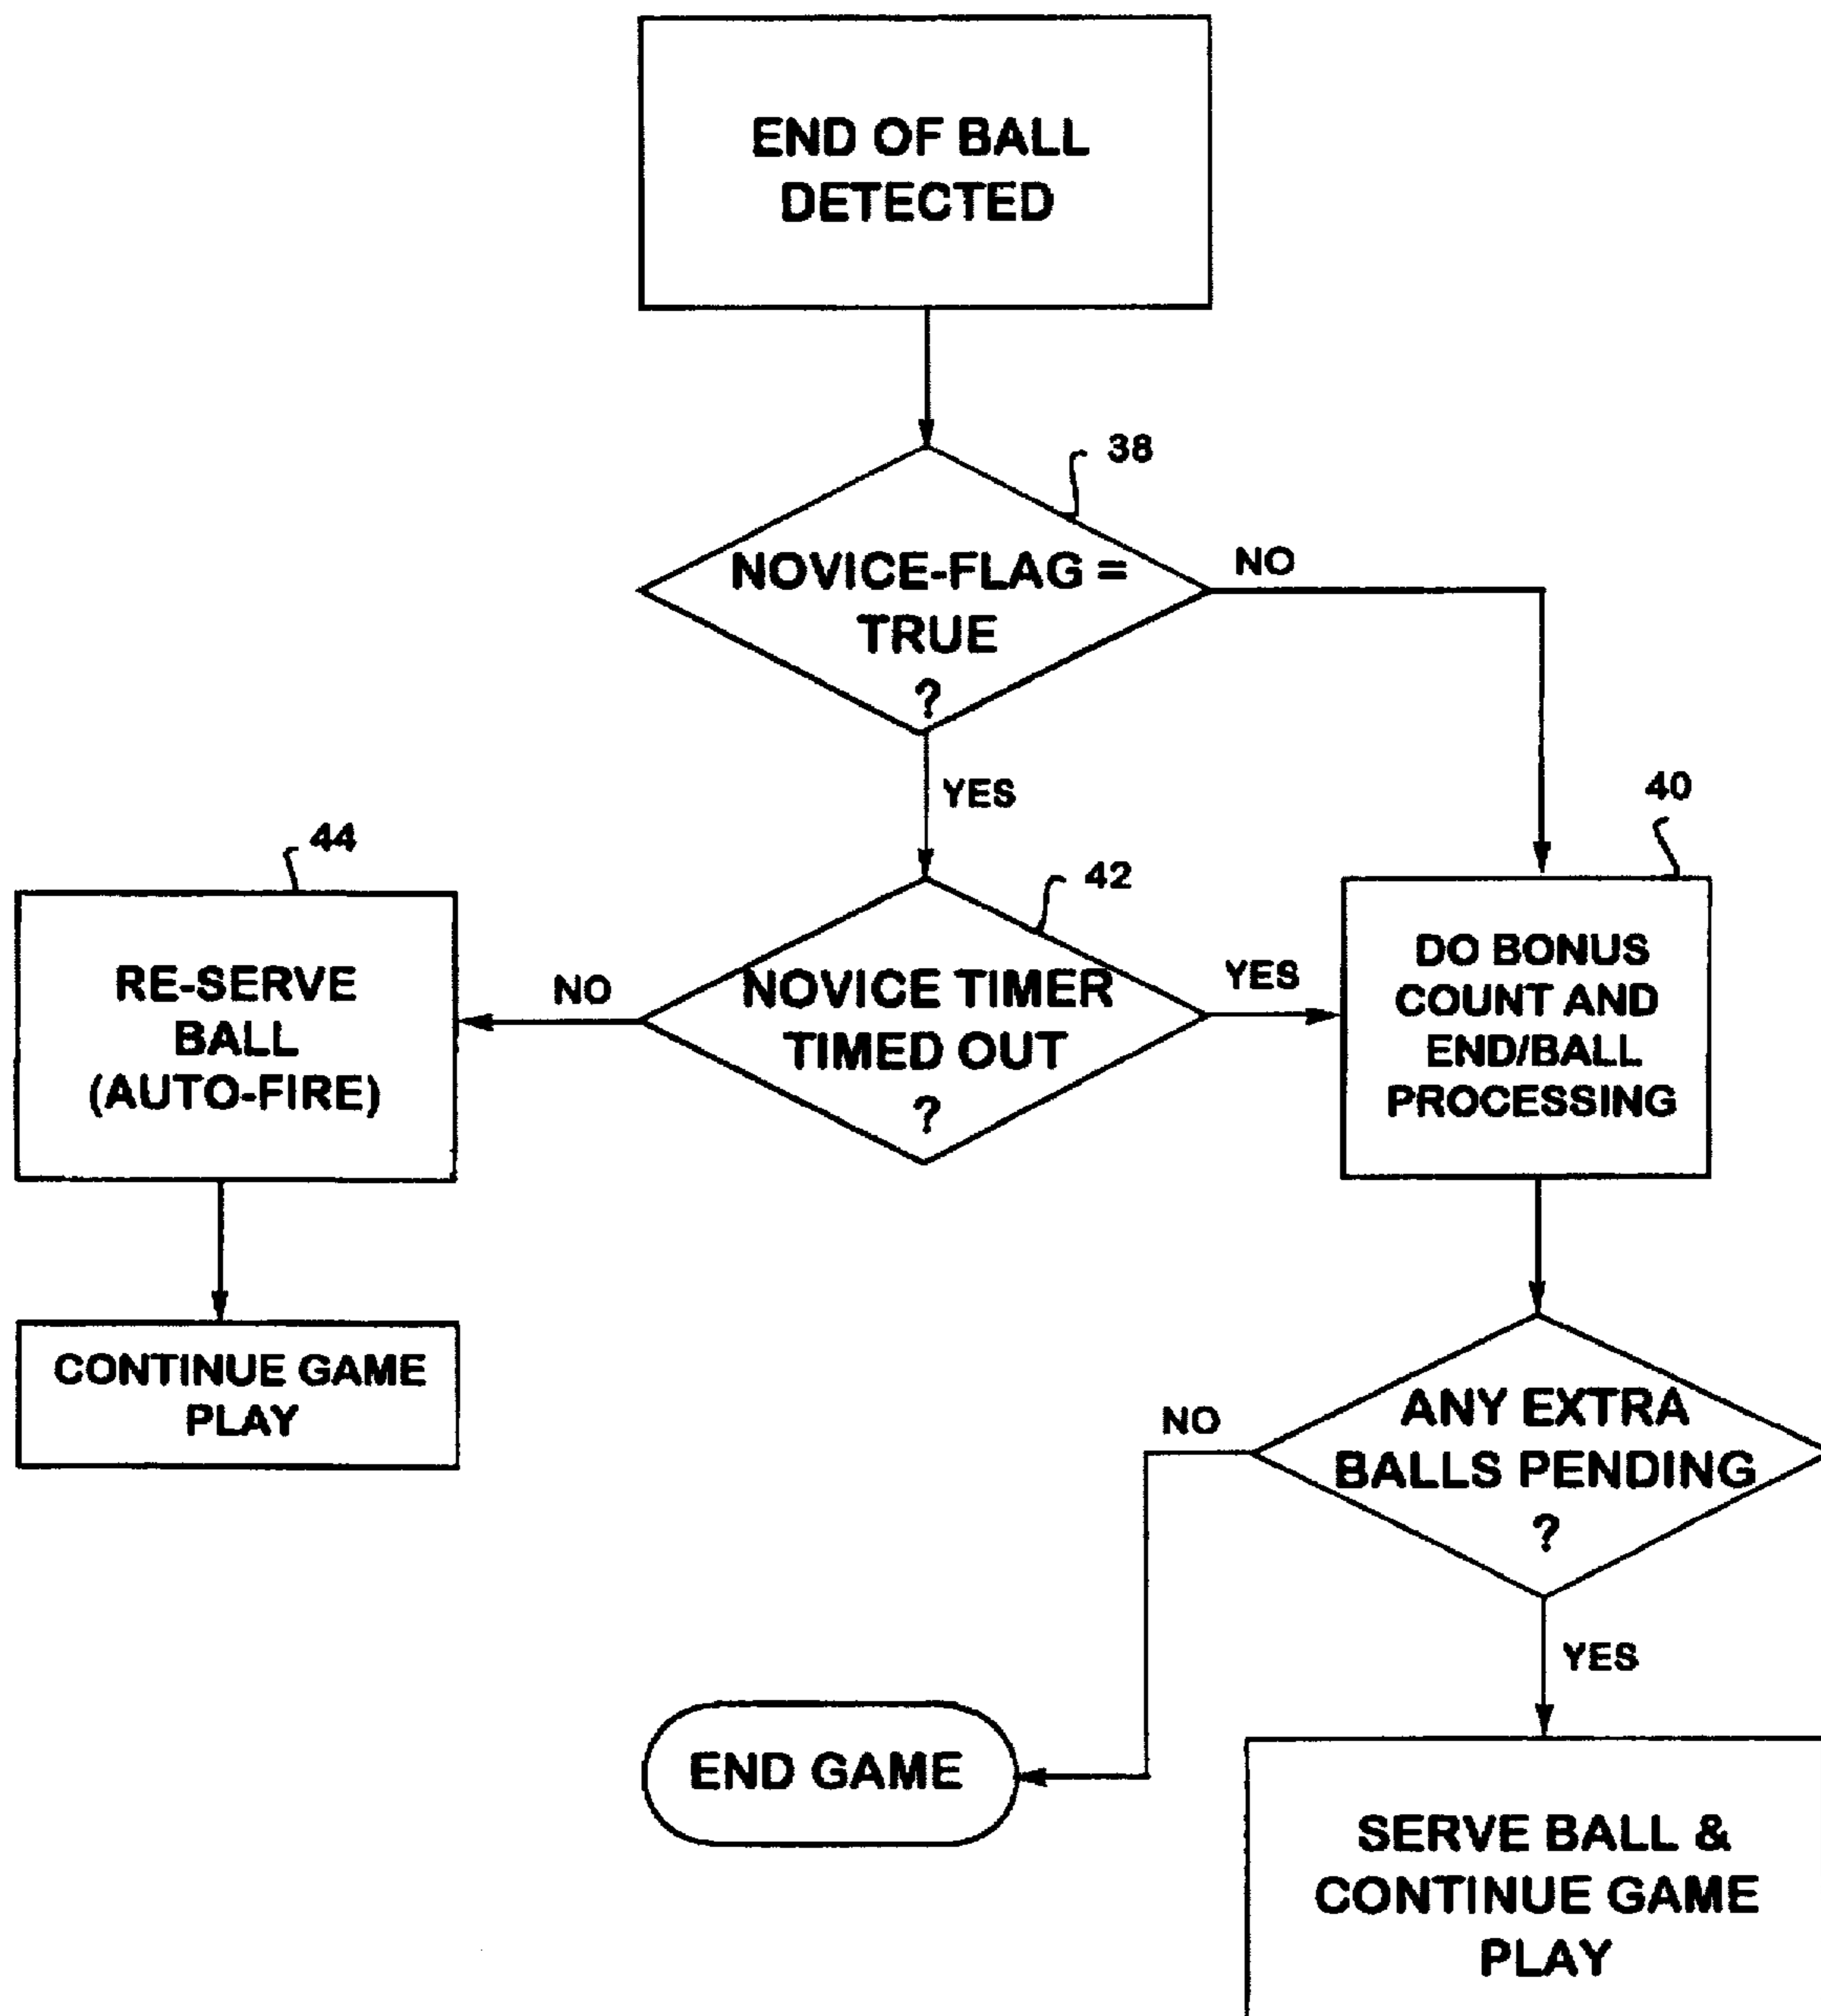 END OF BALL
DETECTED
38
NOVICE-FLAG =
TRUE
?
NO
YES
40
44
42
DO BONUS
COUNT AND
END/BALL
PROCESSING
RE-SERVE
BALL
(AUTO-FIRE)
NO
NOVICE TIMER
TIMED OUT
?
YES
CONTINUE GAME
PLAY
NO
ANY EXTRA
BALLS PENDING
?
YES
END GAME
SERVE BALL &
CONTINUE GAME
PLAY